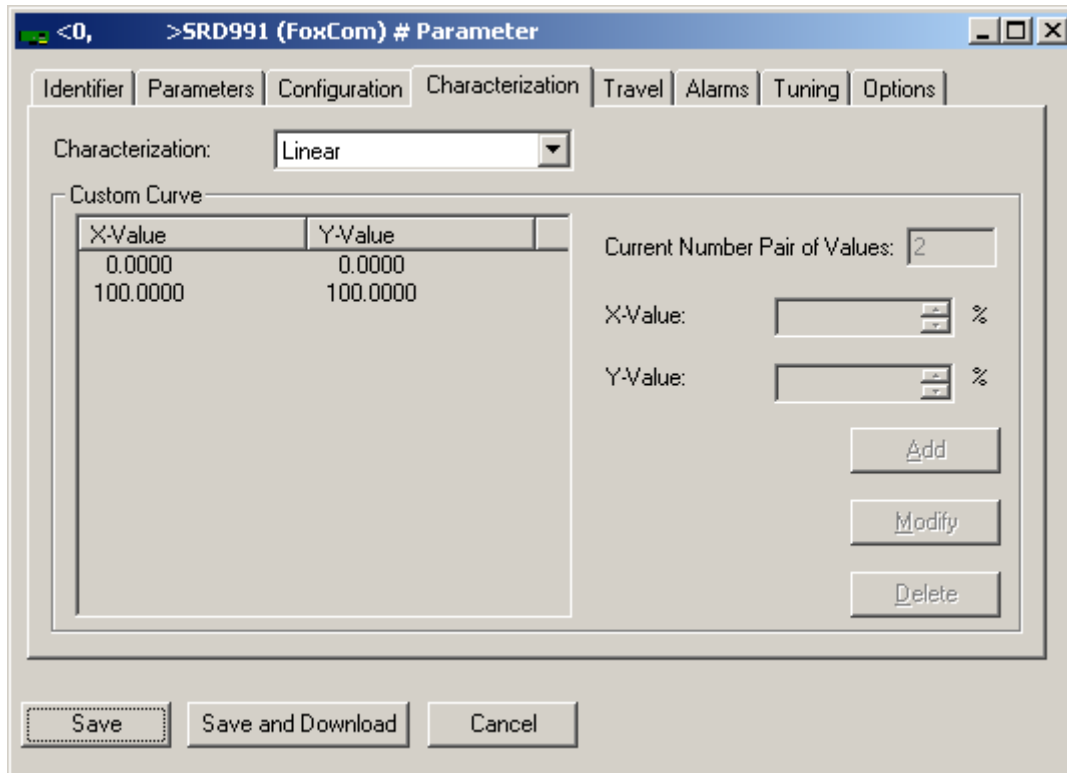 <0,          >SRD991 (FoxCom) # Parameter
Identifier Parameters Configuration Characterization Travel Alarms Tuning Options
Characterization: Linear
Custom Curve
X-Value Y-Value
0.0000 0.0000
100.0000 100.0000
Current Number Pair of Values: 2
X-Value: %
Y-Value: %
Add
Modify
Delete
Save Save and Download Cancel